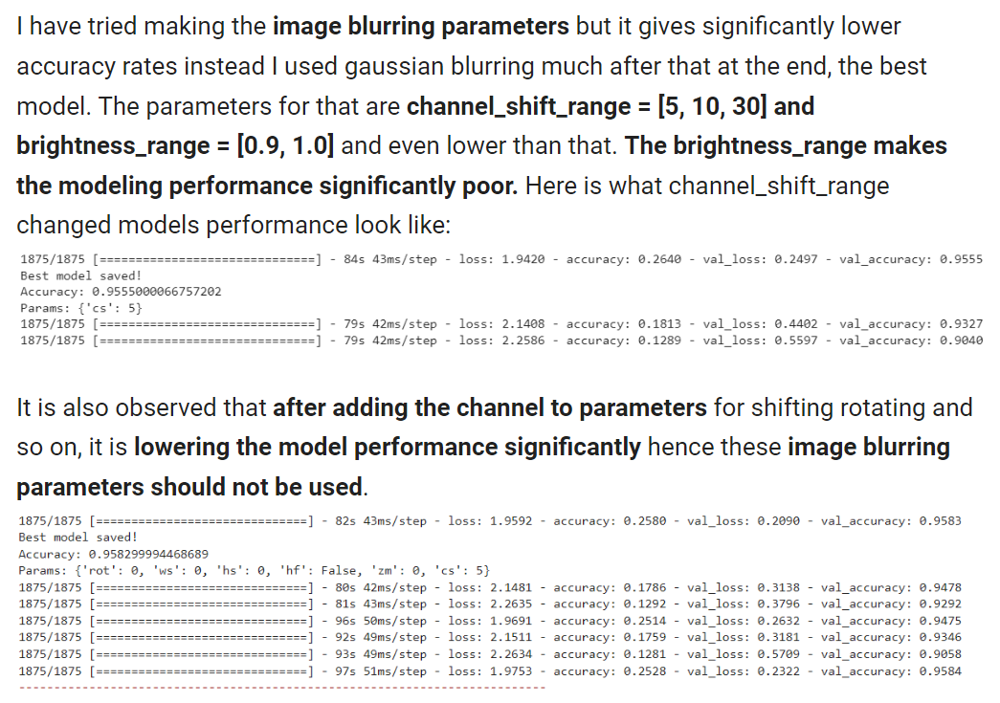 I have tried making the image blurring parameters but it gives significantly lower
accuracy rates instead I used gaussian blurring much after that at the end, the best
model. The parameters for that are channel_shift_range = [5, 10, 30] and
brightness_range = [0.9, 1.0] and even lower than that. The brightness_range makes
the modeling performance significantly poor. Here is what channel_shift_range
changed models performance look like:
1875/1875 [==============================] - 84s 43ms/step - loss: 1.9420 - accuracy: 0.2640 - val_loss: 0.2497 - val_accuracy: 0.9555
Best model saved!
Accuracy: 0.9555000066757202
Params: {'cs': 5}
1875/1875 [==============================] - 79s 42ms/step - loss: 2.1408 - accuracy: 0.1813 - val_loss: 0.4402 - val_accuracy: 0.9327
1875/1875 [==============================] - 79s 42ms/step - loss: 2.2586 - accuracy: 0.1289 - val_loss: 0.5597 - val_accuracy: 0.9040
It is also observed that after adding the channel to parameters for shifting rotating and
so on, it is lowering the model performance significantly hence these image blurring
parameters should not be used.
1875/1875 [==============================] - 82s 43ms/step - loss: 1.9592 - accuracy: 0.2580 - val_loss: 0.2090 - val_accuracy: 0.9583
Best model saved!
Accuracy: 0.958299994468689
Params: {'rot': 0, 'ws': 0, 'hs': 0, 'hf': False, 'zm': 0, 'cs': 5}
1875/1875 [==============================] - 80s 42ms/step - loss: 2.1481 - accuracy: 0.1786 - val_loss: 0.3138 - val_accuracy: 0.9478
1875/1875 [==============================] - 81s 43ms/step - loss: 2.2635 - accuracy: 0.1292 - val_loss: 0.3796 - val_accuracy: 0.9292
1875/1875 [==============================] - 96s 50ms/step - loss: 1.9691 - accuracy: 0.2514 - val_loss: 0.2632 - val_accuracy: 0.9475
1875/1875 [==============================] - 92s 49ms/step - loss: 2.1511 - accuracy: 0.1759 - val_loss: 0.3181 - val_accuracy: 0.9346
1875/1875 [==============================] - 93s 49ms/step - loss: 2.2634 - accuracy: 0.1281 - val_loss: 0.5709 - val_accuracy: 0.9058
1875/1875 [==============================] - 97s 51ms/step - loss: 1.9753 - accuracy: 0.2528 - val_loss: 0.2322 - val_accuracy: 0.9584